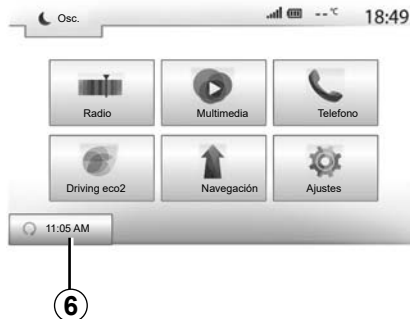 Osc.
--°C
18:49
Radio
Multimedia
Telefono
Driving eco2
Navegación
Ajustes
11:05 AM
6